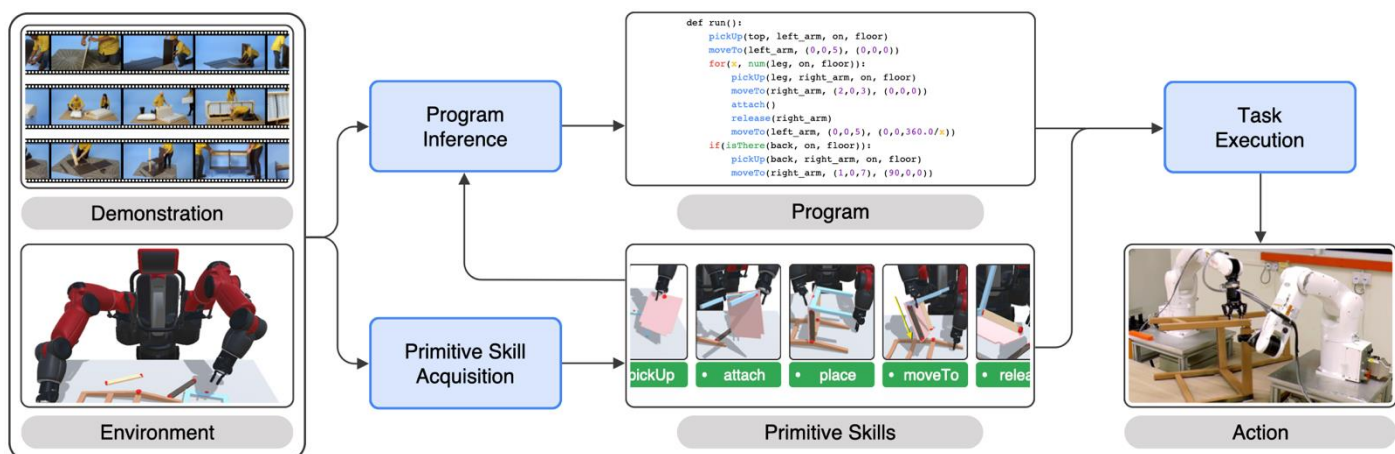 def run():
pickUp(top, left_arm, on, floor)
moveTo(left_arm, (0,0,5), (0,0,0))
for(x, num(leg, on, floor)):
pickUp(leg, right_arm, on, floor)
moveTo(right_arm, (2,0,3), (0,0,0))
attach()
release(right_arm)
moveTo(left_arm, (0,0,5), (0,0,360.0/x))
if(isThere(back, on, floor)):
pickUp(back, right_arm, on, floor)
moveTo(right_arm, (1,0,7), (90,0,0))
Program
Inference
Task
Execution
Demonstration
Program
Primitive Skill
Acquisition
pickUp
• attach
• place
• moveTo
• relea
Environment
Primitive Skills
Action